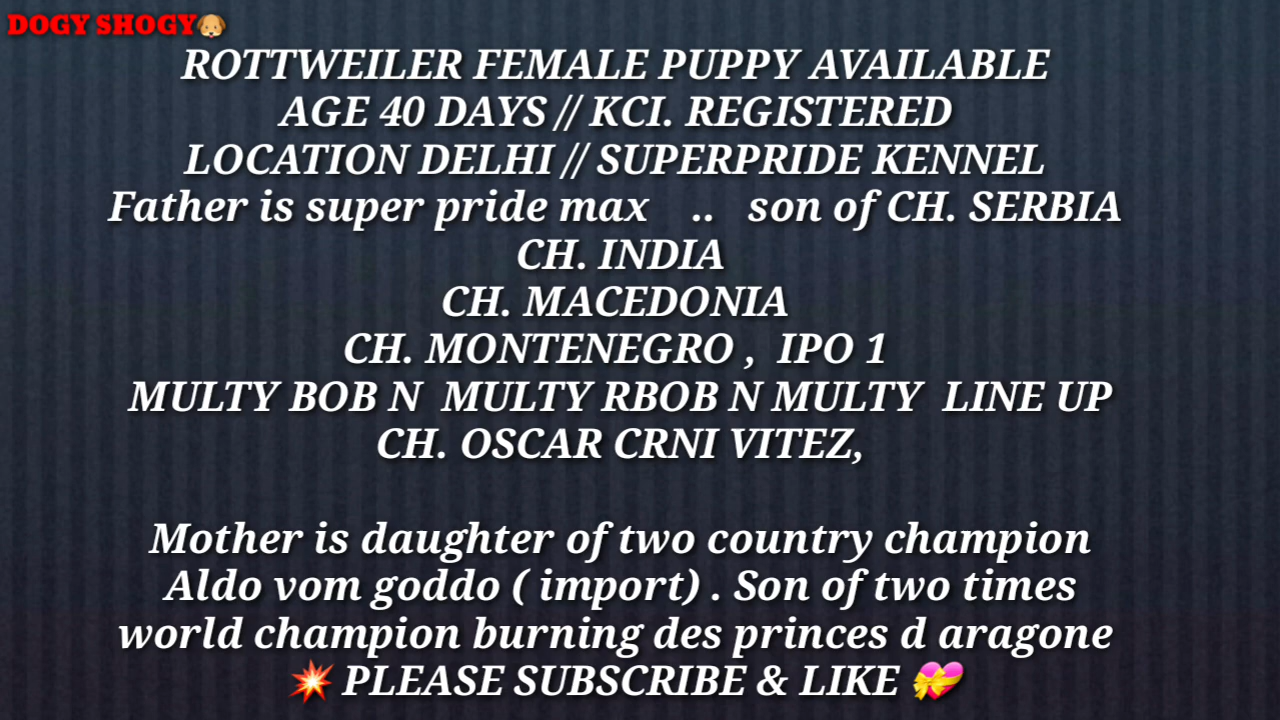 DOGY SHOGY🐶
ROTTWEILER FEMALE PUPPY AVAILABLE
AGE 40 DAYS // KCI. REGISTERED
LOCATION DELHI // SUPERPRIDE KENNEL
Father is super pride max .. son of CH. SERBIA
CH. INDIA
CH. MACEDONIA
CH. MONTENEGRO , IPO 1
MULTY BOB N MULTY RBOB N MULTY LINE UP
CH. OSCAR CRNI VITEZ,
Mother is daughter of two country champion
Aldo vom goddo ( import) . Son of two times
world champion burning des princes d aragone
💥 PLEASE SUBSCRIBE & LIKE 💝